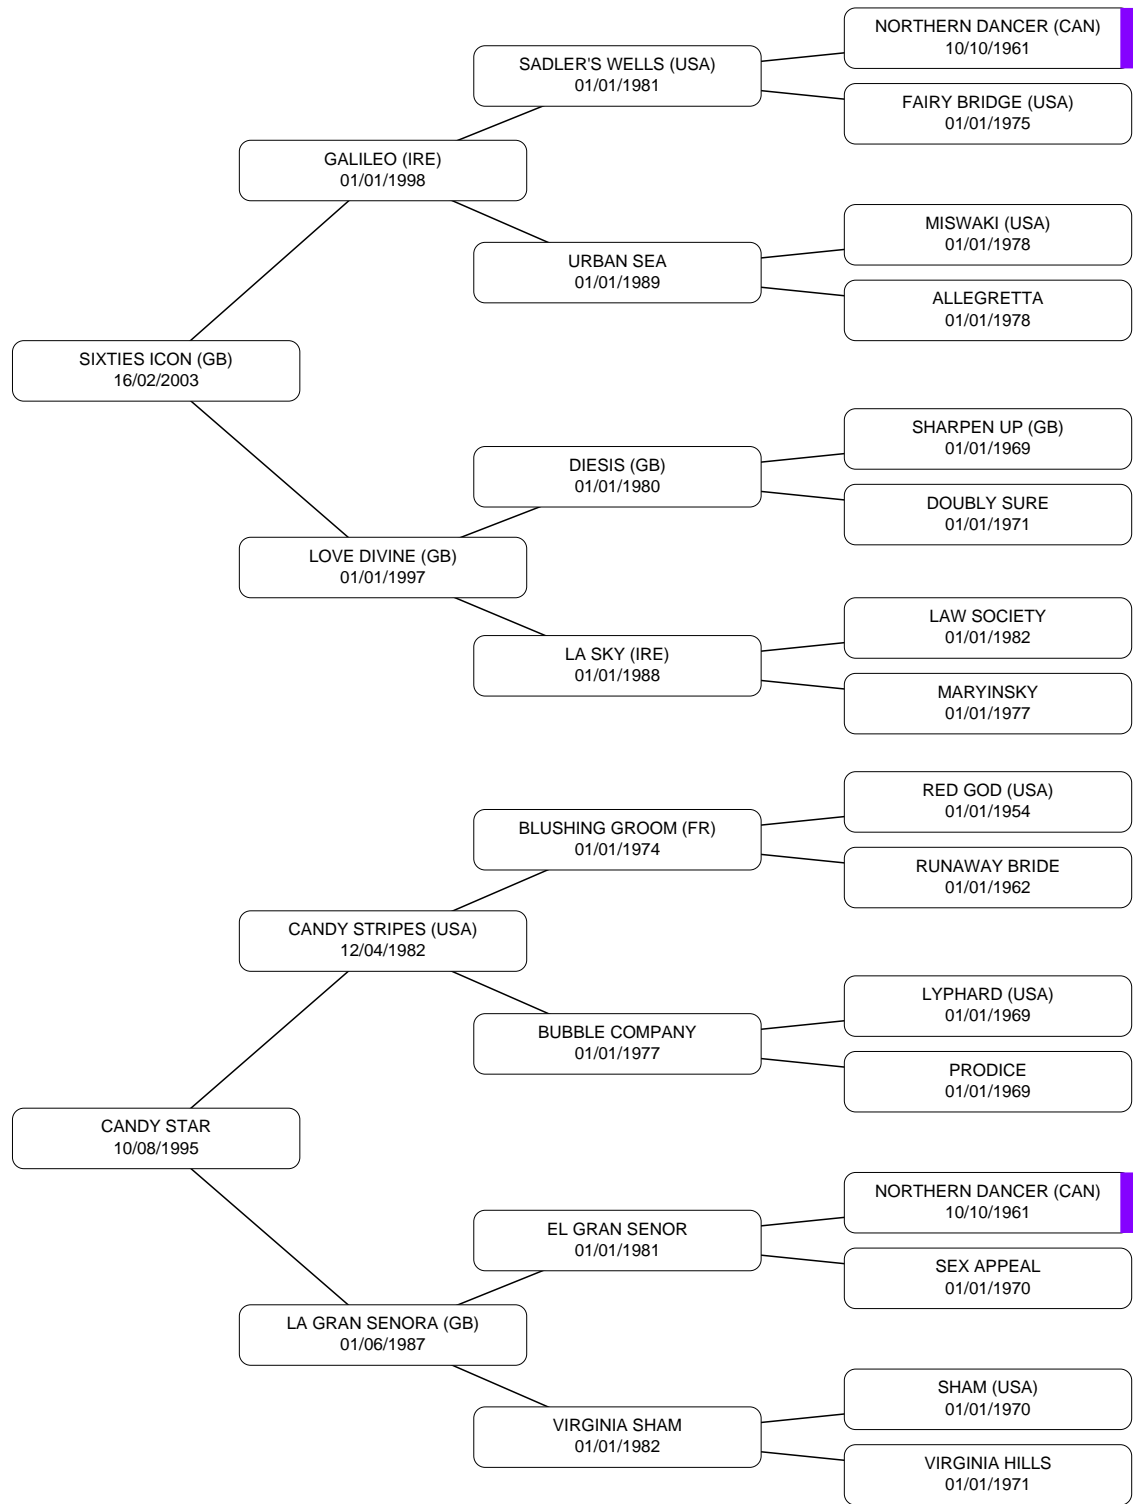 NORTHERN DANCER (CAN)
10/10/1961
SADLER'S WELLS (USA)
01/01/1981
FAIRY BRIDGE (USA)
01/01/1975
GALILEO (IRE)
01/01/1998
MISWAKI (USA)
01/01/1978
URBAN SEA
01/01/1989
ALLEGRETTA
01/01/1978
SIXTIES ICON (GB)
16/02/2003
SHARPEN UP (GB)
01/01/1969
DIESIS (GB)
01/01/1980
DOUBLY SURE
01/01/1971
LOVE DIVINE (GB)
01/01/1997
LAW SOCIETY
01/01/1982
LA SKY (IRE)
01/01/1988
MARYINSKY
01/01/1977
RED GOD (USA)
01/01/1954
BLUSHING GROOM (FR)
01/01/1974
RUNAWAY BRIDE
01/01/1962
CANDY STRIPES (USA)
12/04/1982
LYPHARD (USA)
01/01/1969
BUBBLE COMPANY
01/01/1977
PRODICE
01/01/1969
CANDY STAR
10/08/1995
NORTHERN DANCER (CAN)
10/10/1961
EL GRAN SENOR
01/01/1981
SEX APPEAL
01/01/1970
LA GRAN SENORA (GB)
01/06/1987
SHAM (USA)
01/01/1970
VIRGINIA SHAM
01/01/1982
VIRGINIA HILLS
01/01/1971